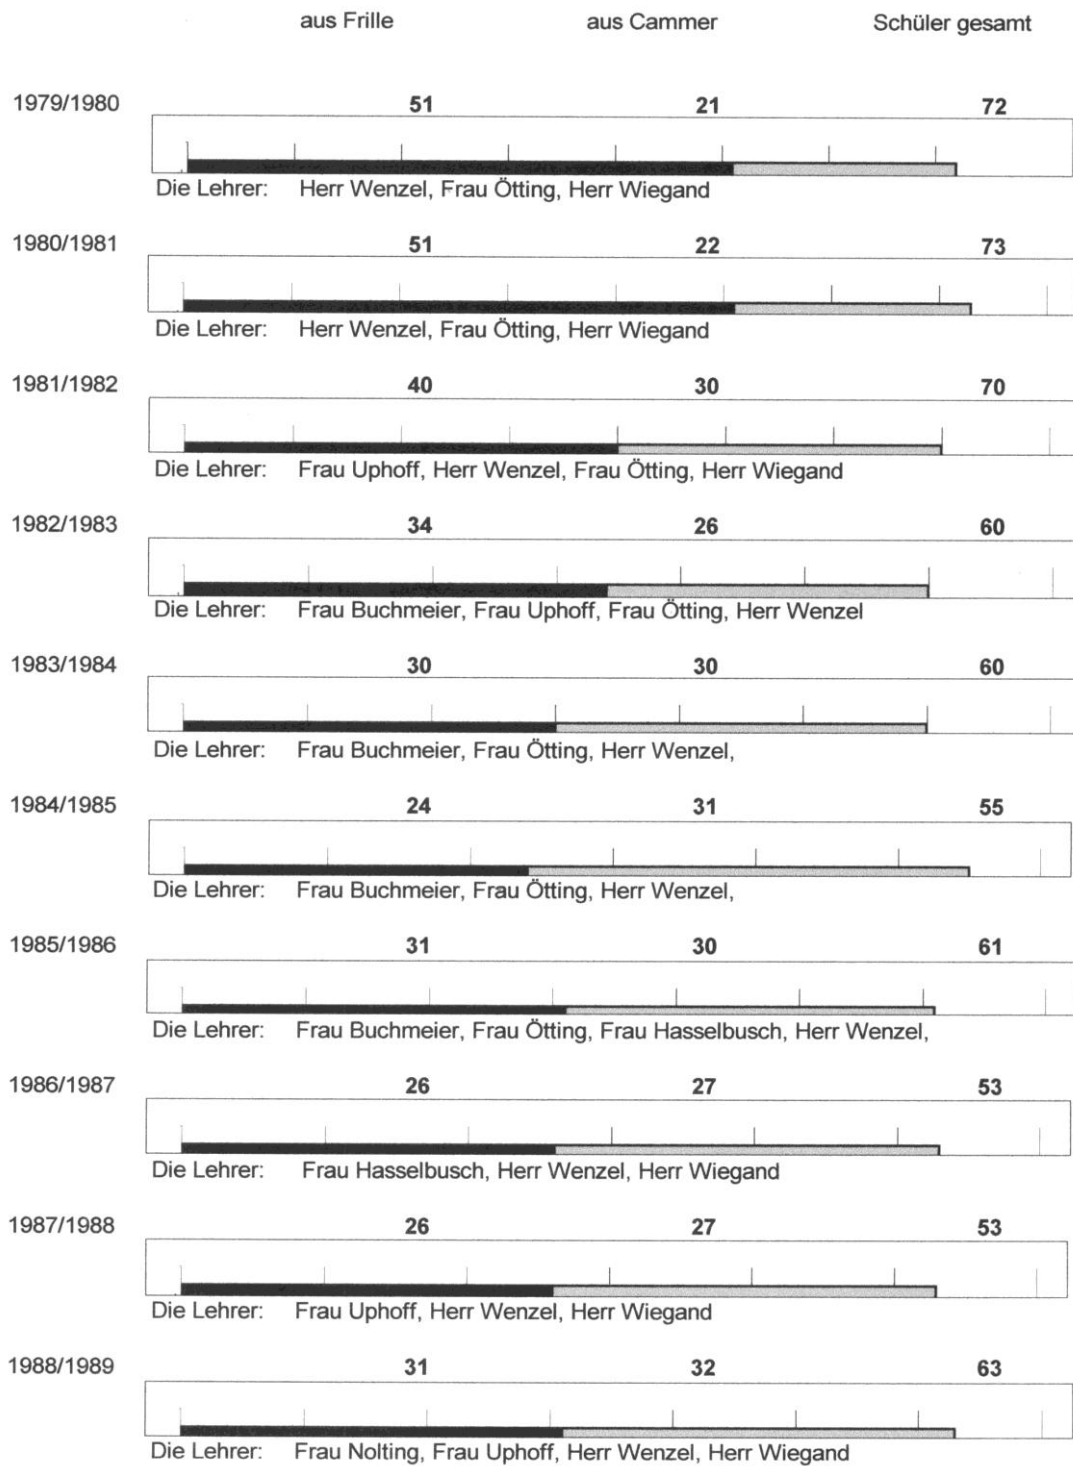 aus Frille aus Cammer Schüler gesamt
1979/1980 51 21 72
Die Lehrer: Herr Wenzel, Frau Ötting, Herr Wiegand
1980/1981 51 22 73
Die Lehrer: Herr Wenzel, Frau Ötting, Herr Wiegand
1981/1982 40 30 70
Die Lehrer: Frau Uphoff, Herr Wenzel, Frau Ötting, Herr Wiegand
1982/1983 34 26 60
Die Lehrer: Frau Buchmeier, Frau Uphoff, Frau Ötting, Herr Wenzel
1983/1984 30 30 60
Die Lehrer: Frau Buchmeier, Frau Ötting, Herr Wenzel,
1984/1985 24 31 55
Die Lehrer: Frau Buchmeier, Frau Ötting, Herr Wenzel,
1985/1986 31 30 61
Die Lehrer: Frau Buchmeier, Frau Ötting, Frau Hasselbusch, Herr Wenzel,
1986/1987 26 27 53
Die Lehrer: Frau Hasselbusch, Herr Wenzel, Herr Wiegand
1987/1988 26 27 53
Die Lehrer: Frau Uphoff, Herr Wenzel, Herr Wiegand
1988/1989 31 32 63
Die Lehrer: Frau Nolting, Frau Uphoff, Herr Wenzel, Herr Wiegand